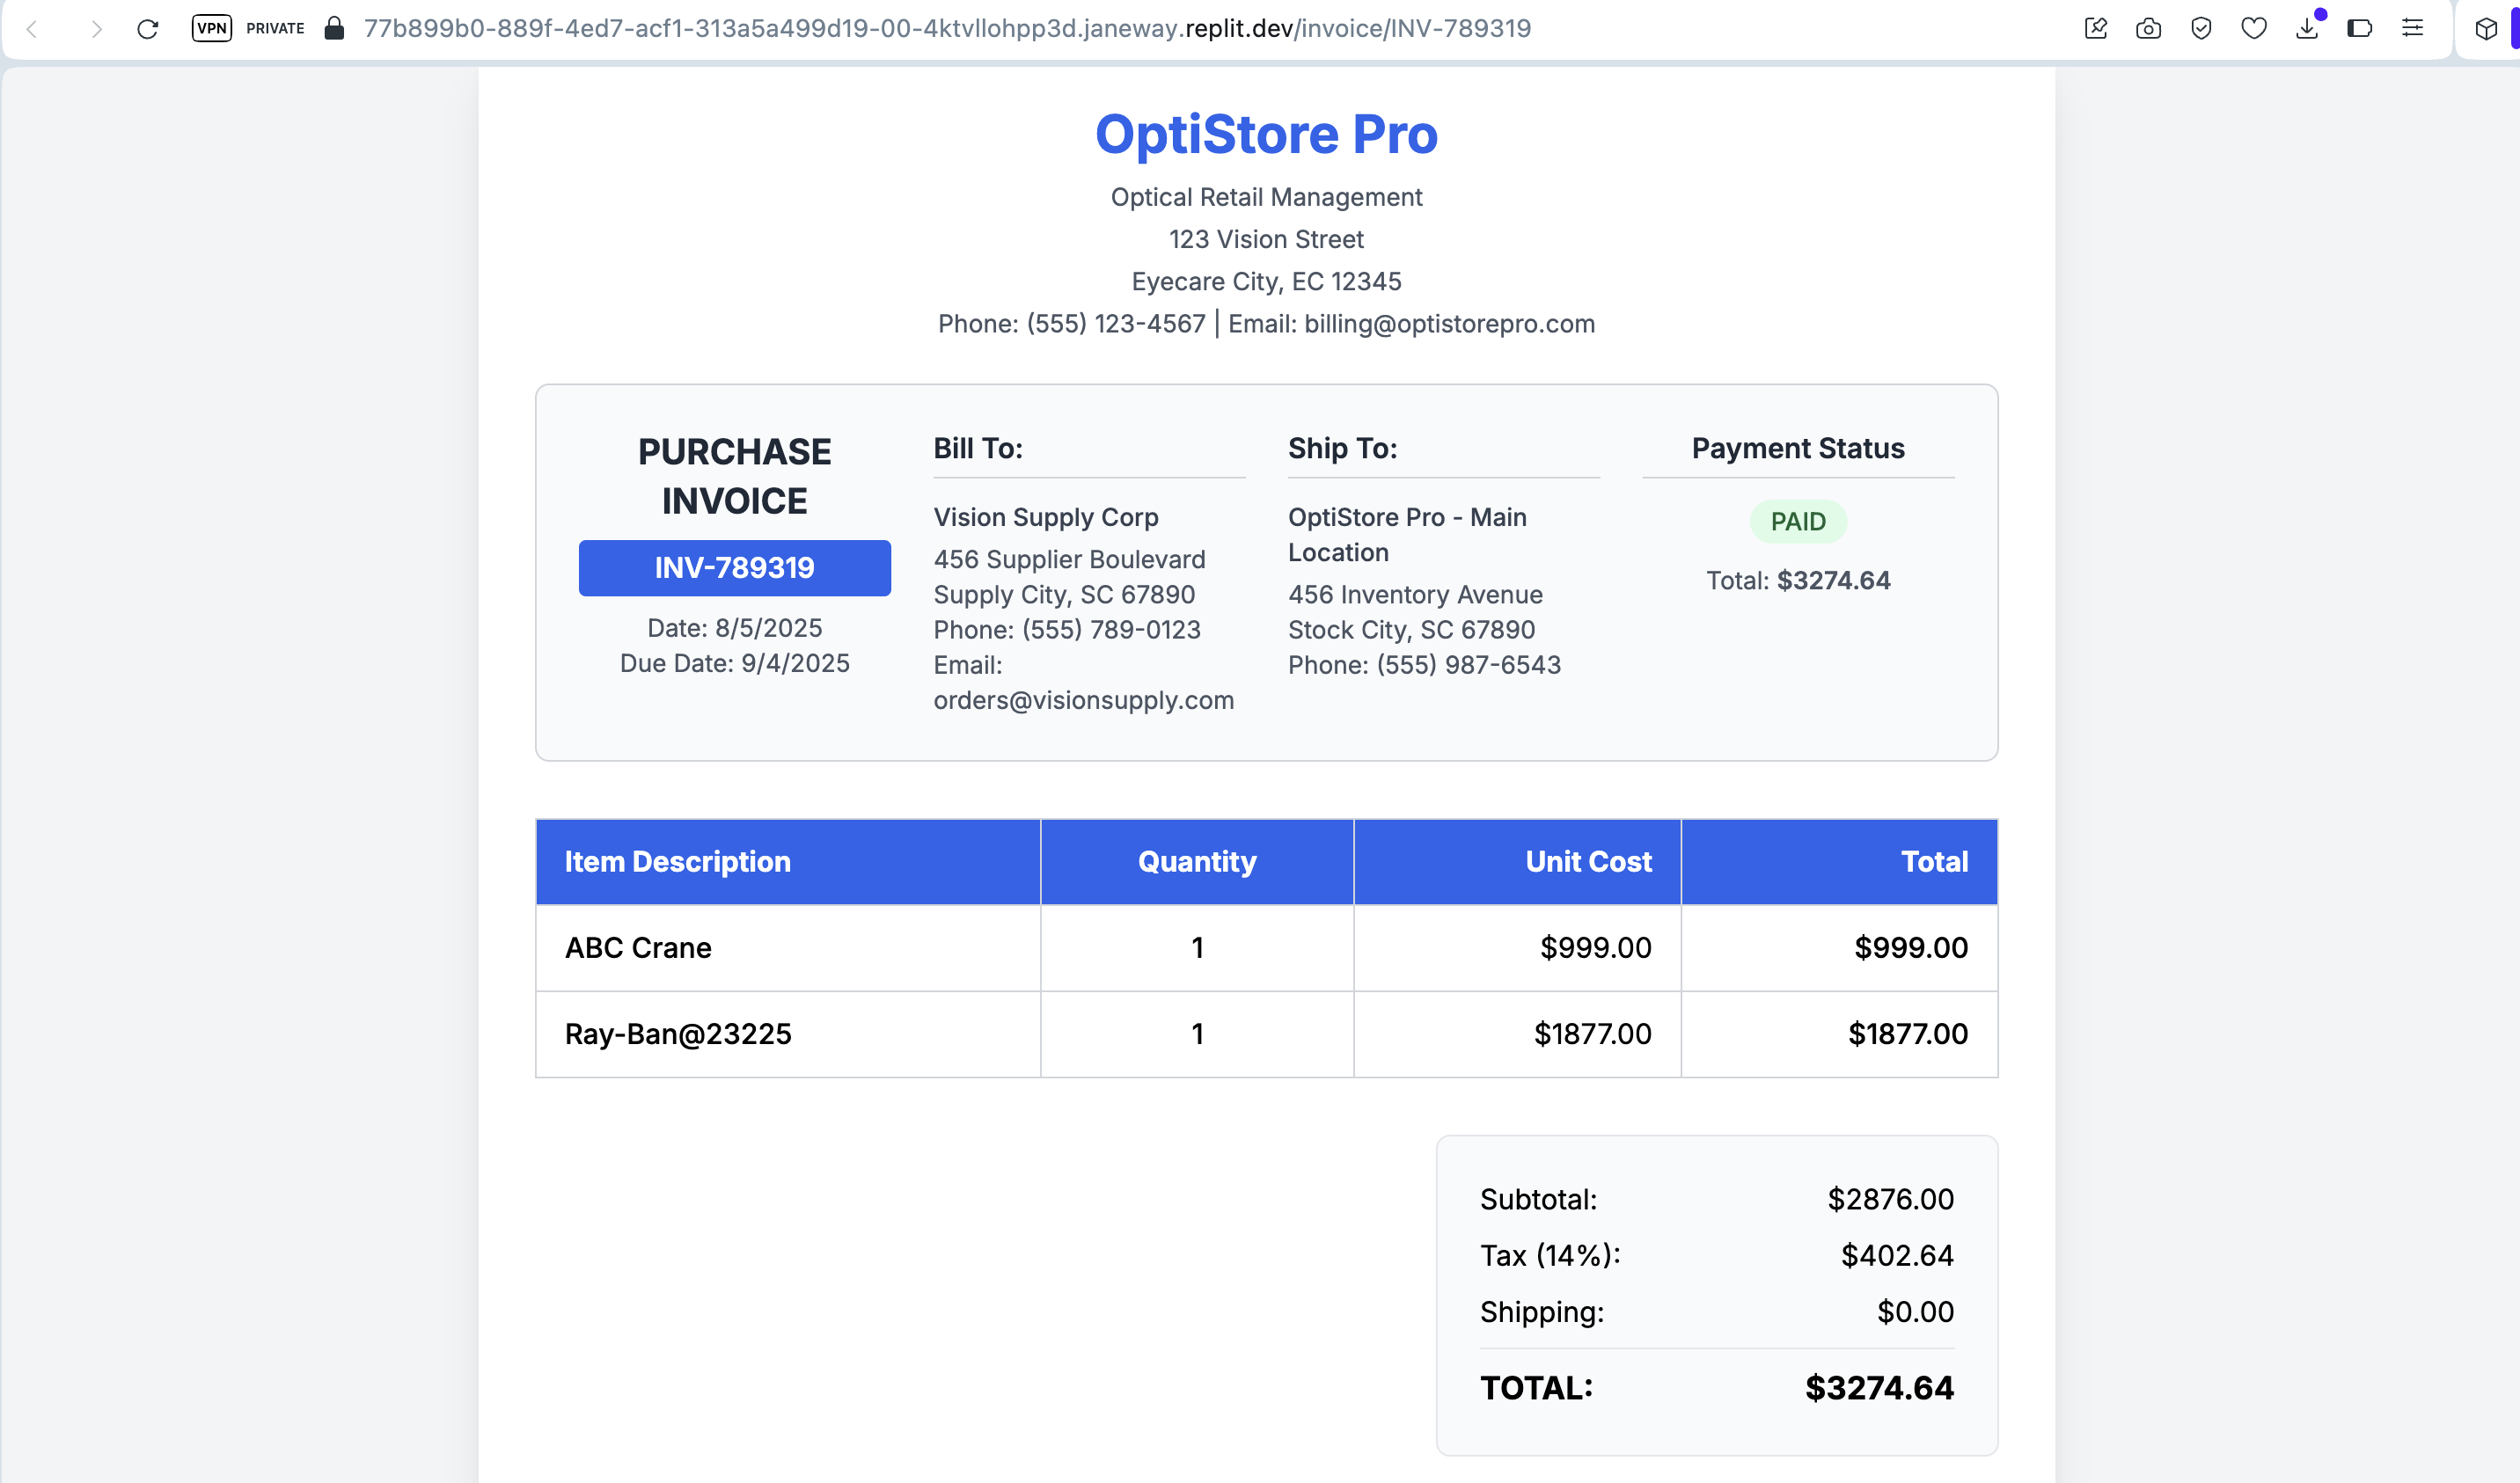 VPN PRIVATE 77b899b0-889f-4ed7-acf1-313a5a499d19-00-4ktvllohpp3d.janeway.replit.dev/invoice/INV-789319
OptiStore Pro
Optical Retail Management
123 Vision Street
Eyecare City, EC 12345
Phone: (555) 123-4567 | Email: billing@optistorepro.com
PURCHASE
INVOICE
INV-789319
Date: 8/5/2025
Due Date: 9/4/2025
Bill To:
Vision Supply Corp
456 Supplier Boulevard
Supply City, SC 67890
Phone: (555) 789-0123
Email:
orders@visionsupply.com
Ship To:
OptiStore Pro - Main
Location
456 Inventory Avenue
Stock City, SC 67890
Phone: (555) 987-6543
Payment Status
PAID
Total: $3274.64
Item Description Quantity Unit Cost Total
ABC Crane 1 $999.00 $999.00
Ray-Ban@23225 1 $1877.00 $1877.00
Subtotal: $2876.00
Tax (14%): $402.64
Shipping: $0.00
TOTAL: $3274.64